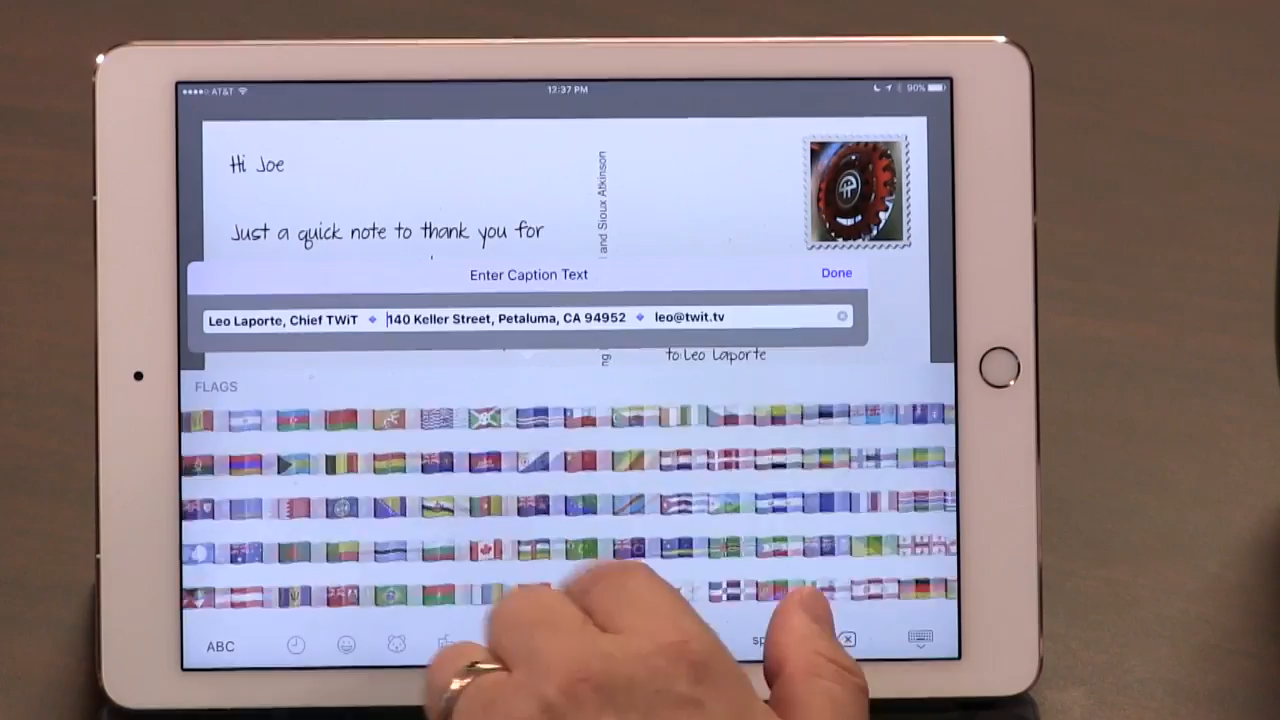 AT&T
12:37 PM
90%
Hi Joe
Just a quick note to thank you for
and Sioux Atkinson
Enter Caption Text
Done
Leo Laporte, Chief TWiT 🔹 140 Keller Street, Petaluma, CA 94952 🔹 leo@twit.tv
to:Leo Laporte
FLAGS
ABC